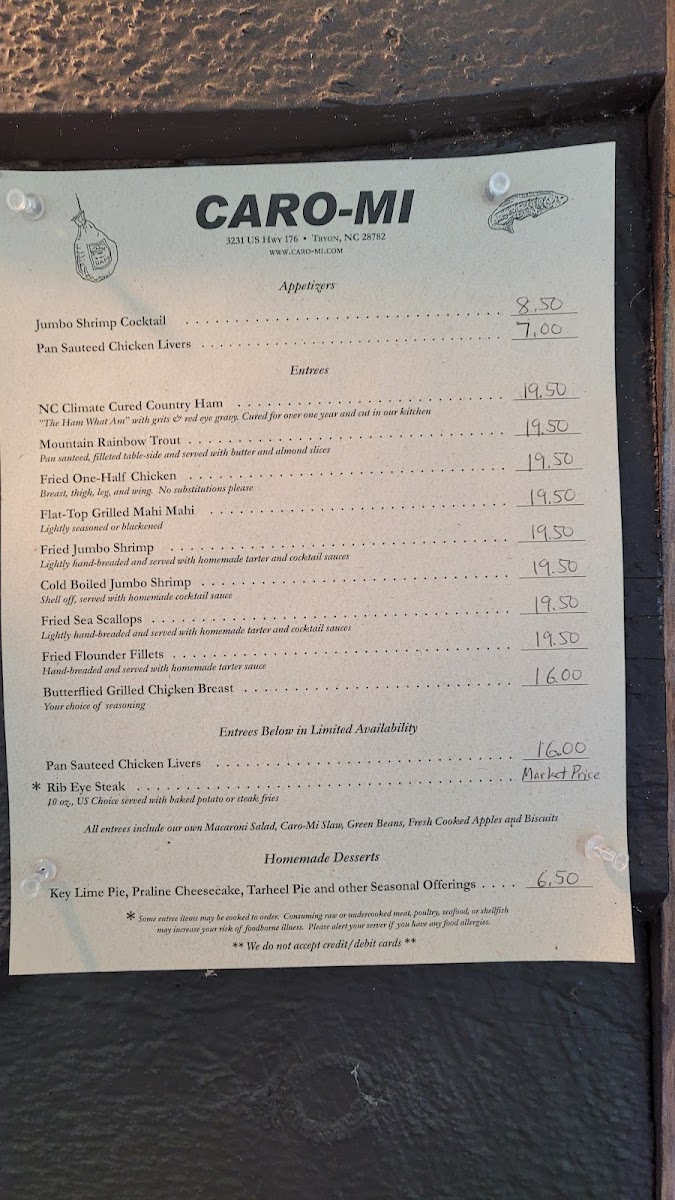 CARO-MI
3231 US Hwy 176 • Tryon, NC 28782
www.caro-mi.com
Appetizers
Jumbo Shrimp Cocktail 8.50
Pan Sauteed Chicken Livers 7.00
Entrees
NC Climate Cured Country Ham 19.50
"The Ham What Am" with grits & red eye gravy. Cured for over one year and cut in our kitchen
Mountain Rainbow Trout 19.50
Pan sauteed, filleted table-side and served with butter and almond slices
Fried One-Half Chicken 19.50
Breast, thigh, leg, and wing. No substitutions please
Flat-Top Grilled Mahi Mahi 19.50
Lightly seasoned or blackened
Fried Jumbo Shrimp 19.50
Lightly hand-breaded and served with homemade tarter and cocktail sauces
Cold Boiled Jumbo Shrimp 19.50
Shell off, served with homemade cocktail sauce
Fried Sea Scallops 19.50
Lightly hand-breaded and served with homemade tarter and cocktail sauces
Fried Flounder Fillets 19.50
Hand-breaded and served with homemade tarter sauce
Butterflied Grilled Chicken Breast 16.00
Your choice of seasoning
Entrees Below in Limited Availability
Pan Sauteed Chicken Livers 16.00
* Rib Eye Steak Market Price
10 oz., US Choice served with baked potato or steak fries
All entrees include our own Macaroni Salad, Caro-Mi Slaw, Green Beans, Fresh Cooked Apples and Biscuits
Homemade Desserts
Key Lime Pie, Praline Cheesecake, Tarheel Pie and other Seasonal Offerings 6.50
* Some entree items may be cooked to order. Consuming raw or undercooked meat, poultry, seafood, or shellfish
may increase your risk of foodborne illness. Please alert your server if you have any food allergies.
** We do not accept credit/debit cards **